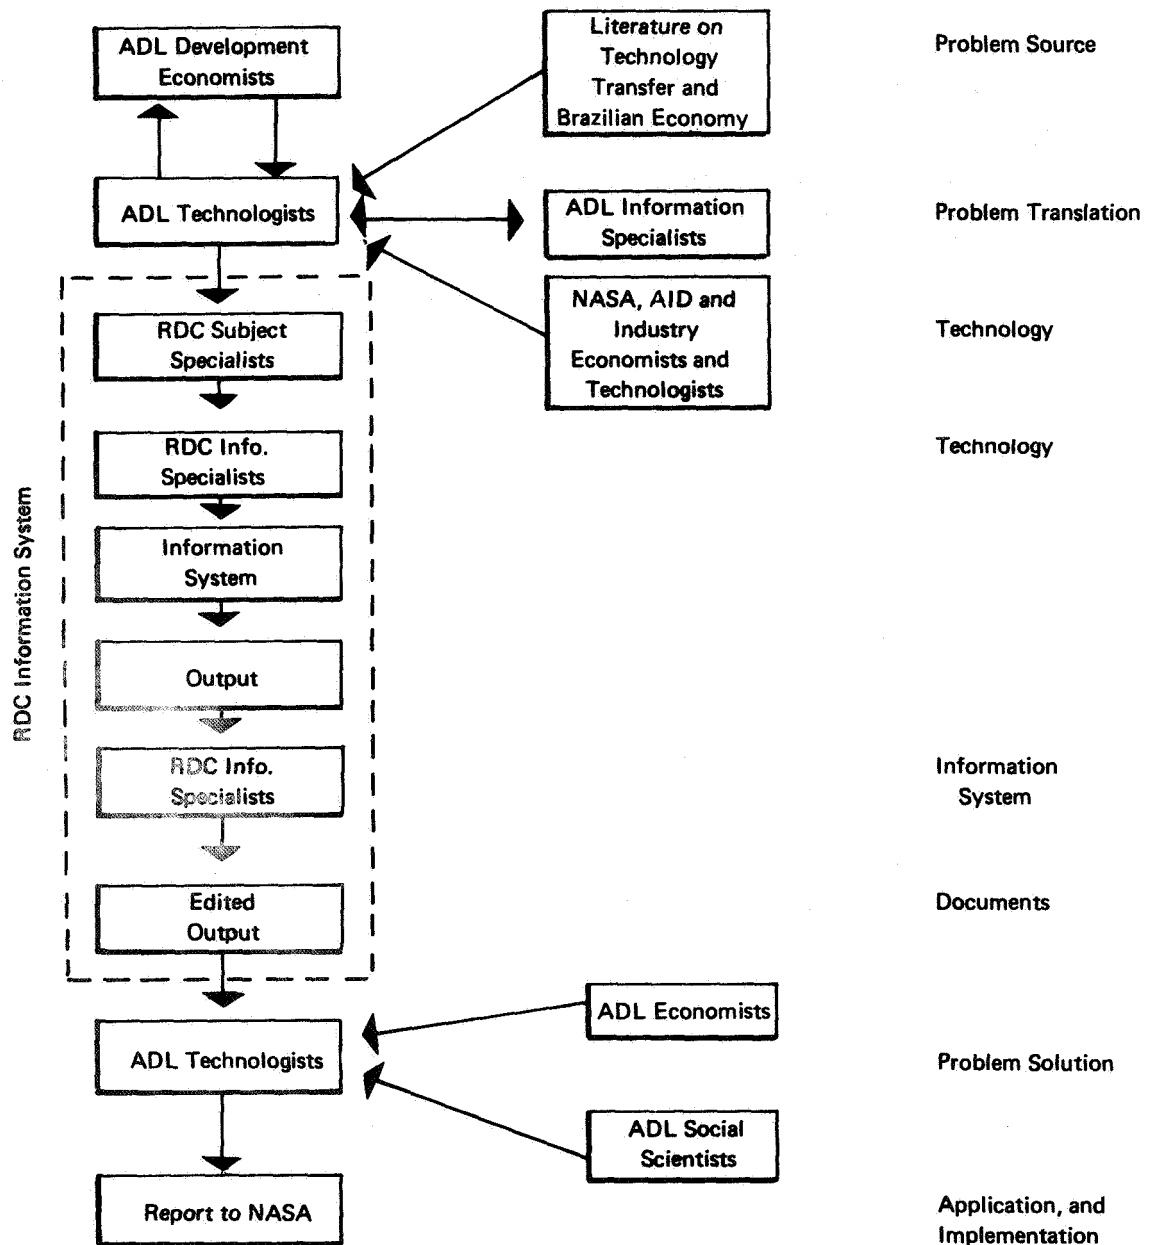 ADL Development
Economists
Literature on
Technology
Transfer and
Brazilian Economy
Problem Source
ADL Technologists
ADL Information
Specialists
Problem Translation
NASA, AID and
Industry
Economists and
Technologists
RDC Subject
Specialists
Technology
RDC Info.
Specialists
Technology
RDC Information System
Information
System
Output
RDC Info.
Specialists
Information
System
Edited
Output
Documents
ADL Economists
ADL Technologists
Problem Solution
ADL Social
Scientists
Report to NASA
Application, and
Implementation